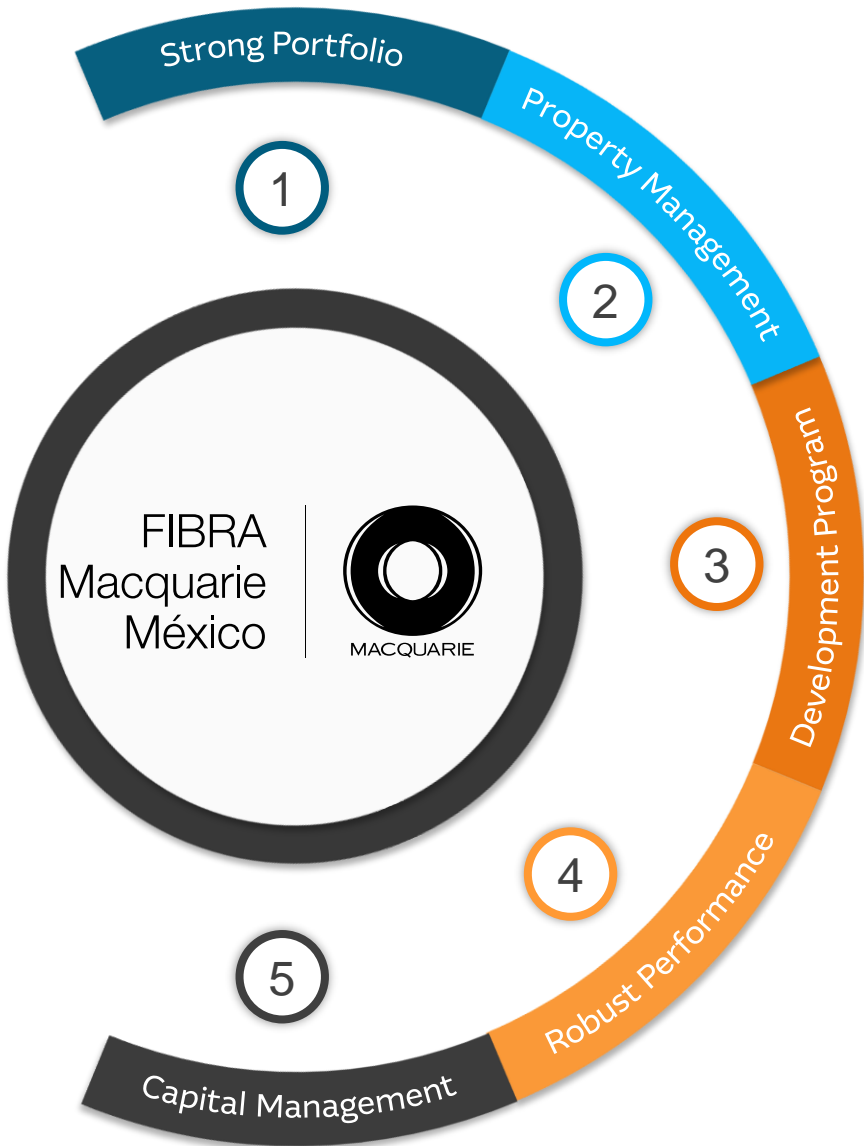 Strong Portfolio
1
Property Management
2
Development Program
3
Robust Performance
4
Capital Management
5
FIBRA
Macquarie
México
MACQUARIE